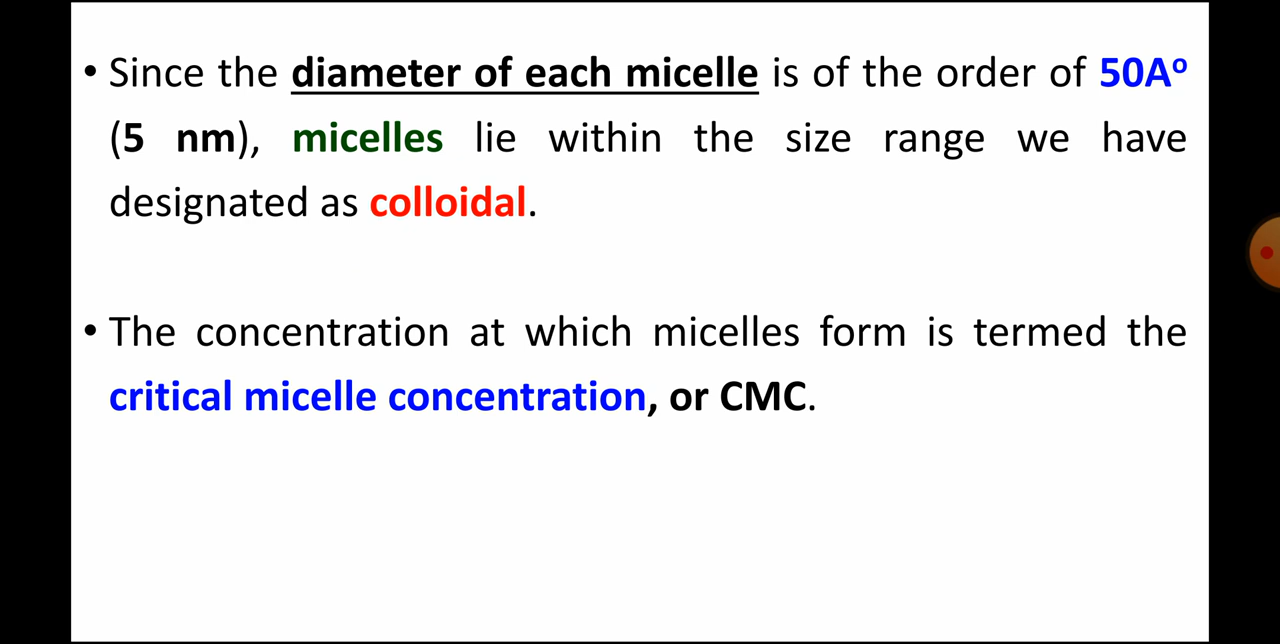 • Since the diameter of each micelle is of the order of 50Aº
(5 nm), micelles lie within the size range we have
designated as colloidal.
• The concentration at which micelles form is termed the
critical micelle concentration, or CMC.